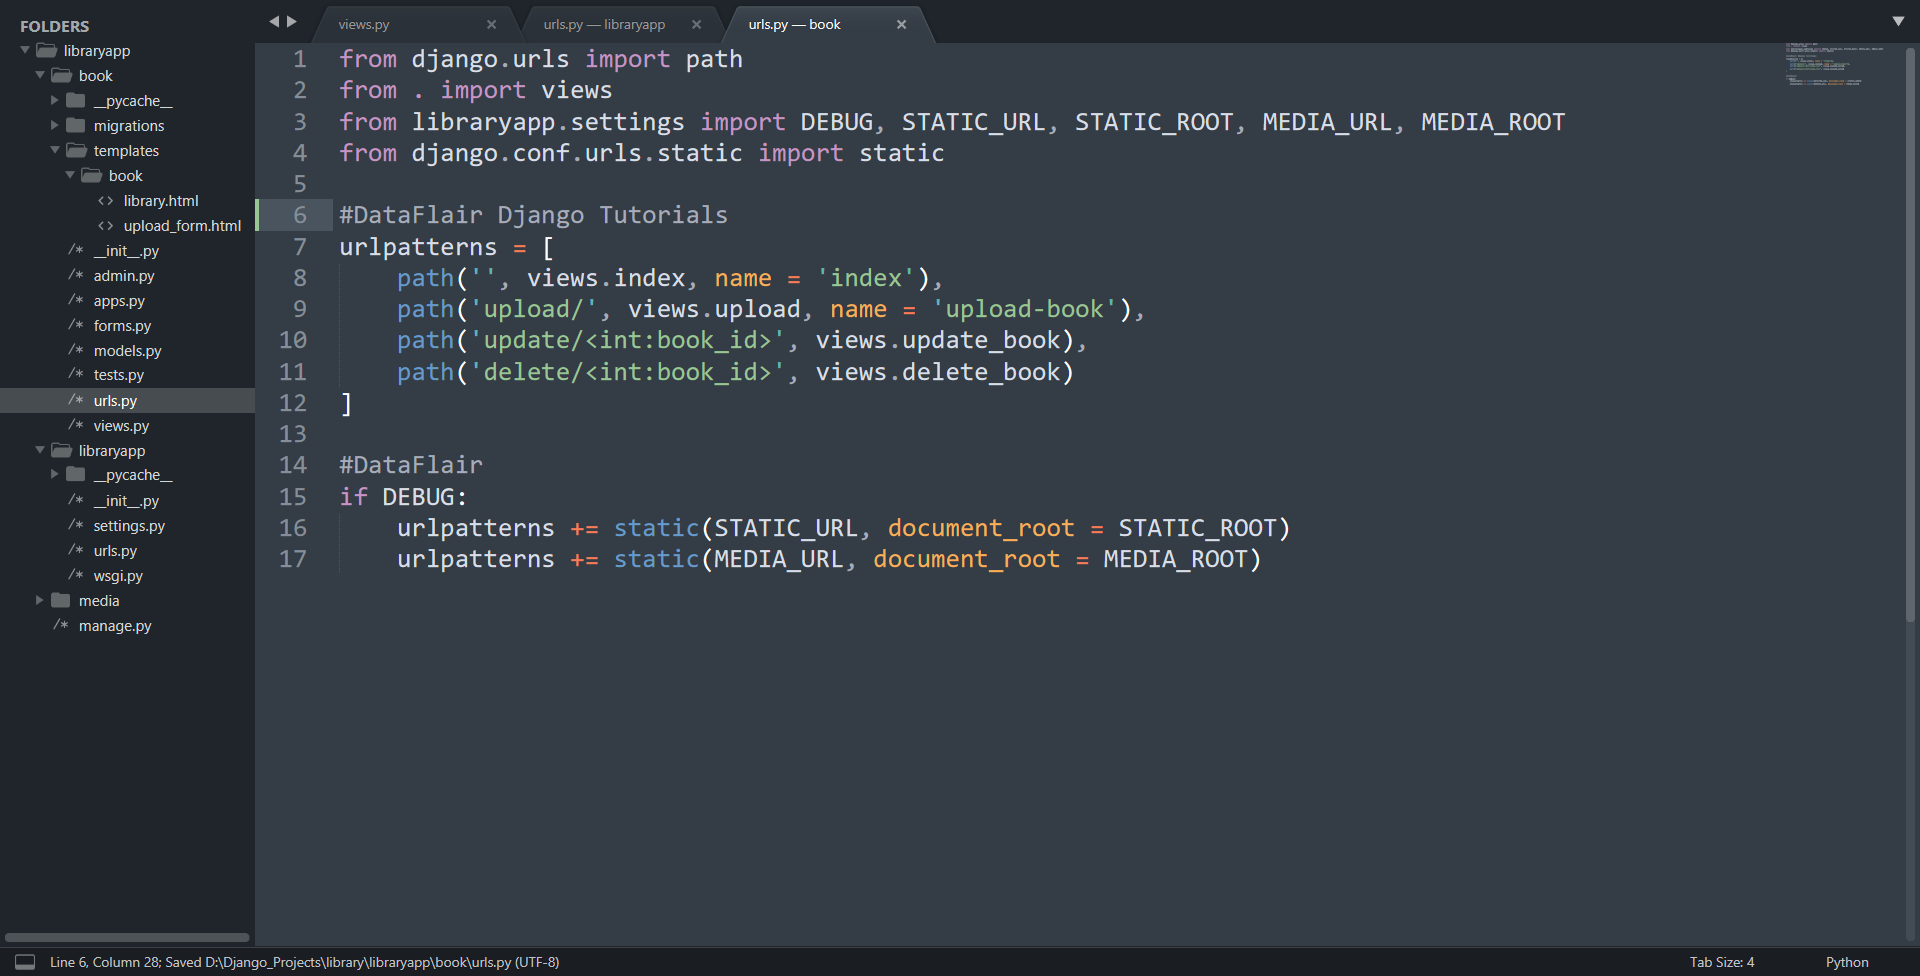 FOLDERS
libraryapp
book
__pycache__
migrations
templates
book
<> library.html
<> upload_form.html
/* __init__.py
/* admin.py
/* apps.py
/* forms.py
/* models.py
/* tests.py
/* urls.py
/* views.py
libraryapp
__pycache__
/* __init__.py
/* settings.py
/* urls.py
/* wsgi.py
media
/* manage.py
views.py ×
urls.py — libraryapp ×
urls.py — book ×
1 from django.urls import path
2 from . import views
3 from libraryapp.settings import DEBUG, STATIC_URL, STATIC_ROOT, MEDIA_URL, MEDIA_ROOT
4 from django.conf.urls.static import static
5
6 #DataFlair Django Tutorials
7 urlpatterns = [
8     path('', views.index, name = 'index'),
9     path('upload/', views.upload, name = 'upload-book'),
10     path('update/<int:book_id>', views.update_book),
11     path('delete/<int:book_id>', views.delete_book)
12 ]
13
14 #DataFlair
15 if DEBUG:
16     urlpatterns += static(STATIC_URL, document_root = STATIC_ROOT)
17     urlpatterns += static(MEDIA_URL, document_root = MEDIA_ROOT)
Line 6, Column 28; Saved D:\Django_Projects\library\libraryapp\book\urls.py (UTF-8)
Tab Size: 4
Python